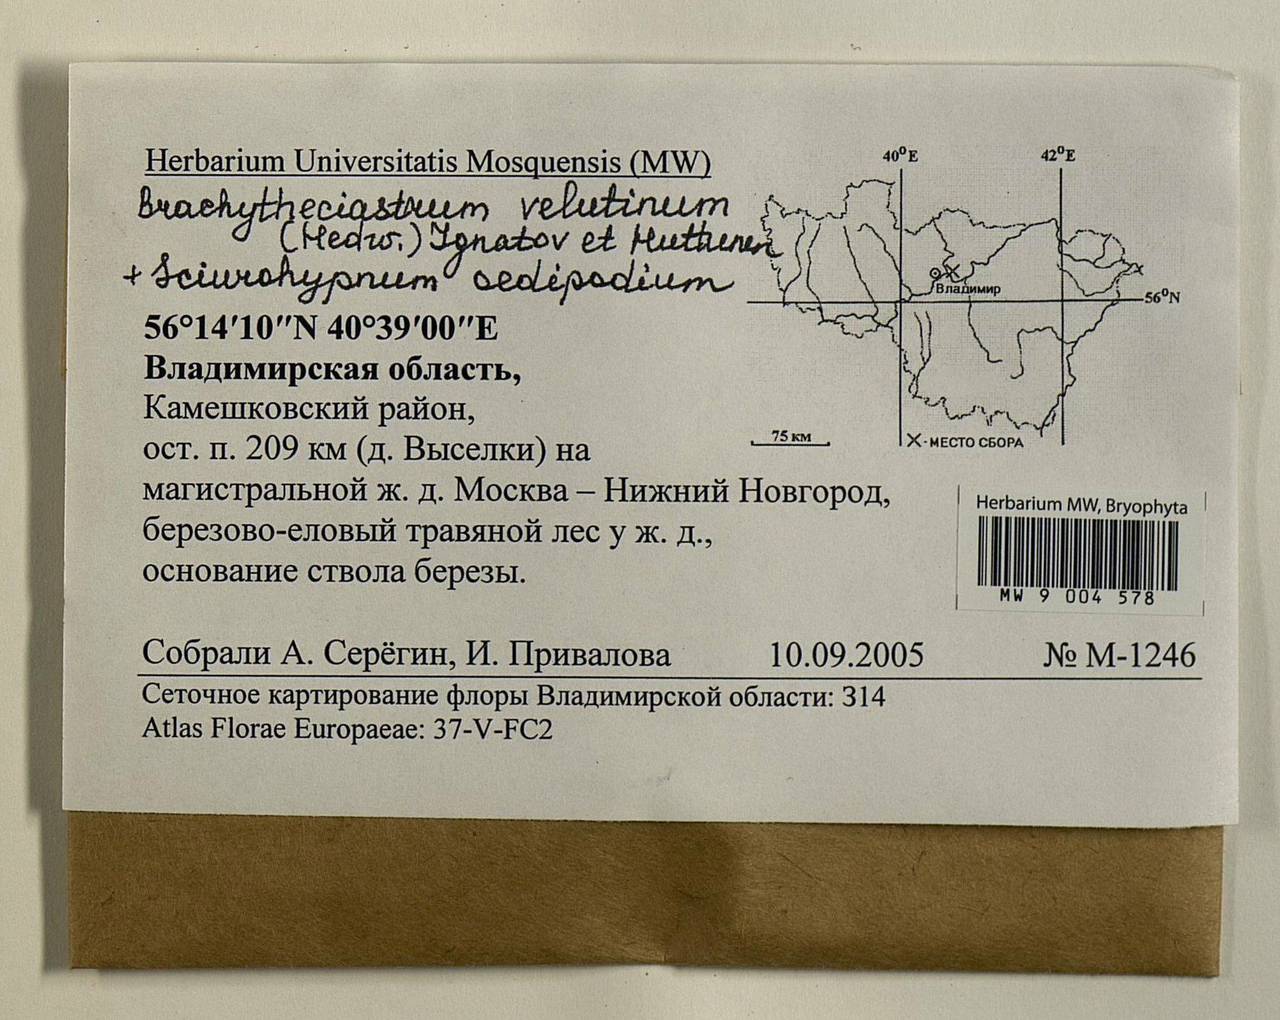 Herbarium Universitatis Mosquensis (MW)
Brachytheciastrum velutinum
(Hedw.) Ignatov et Huttunen
+ Sciurohypnum oedipodium
56°14′10″N 40°39′00″E
Владимирская область,
Камешковский район,
ост. п. 209 км (д. Выселки) на
магистральной ж. д. Москва – Нижний Новгород,
березово-еловый травяной лес у ж. д.,
основание ствола березы.
40°E
42°E
Владимир
56°N
75 км
X - МЕСТО СБОРА
Herbarium MW, Bryophyta
MW 9 004 578
Собрали А. Серёгин, И. Привалова 10.09.2005 № М-1246
Сеточное картирование флоры Владимирской области: З14
Atlas Florae Europaeae: 37-V-FC2